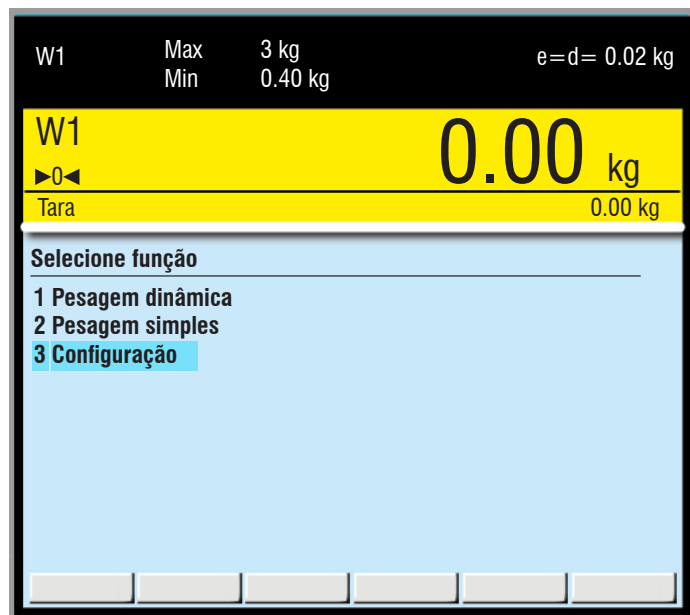 W1 Max 3 kg e=d= 0.02 kg
Min 0.40 kg
W1 0.00 kg
►0◄
Tara 0.00 kg
Selecione função
1 Pesagem dinâmica
2 Pesagem simples
3 Configuração